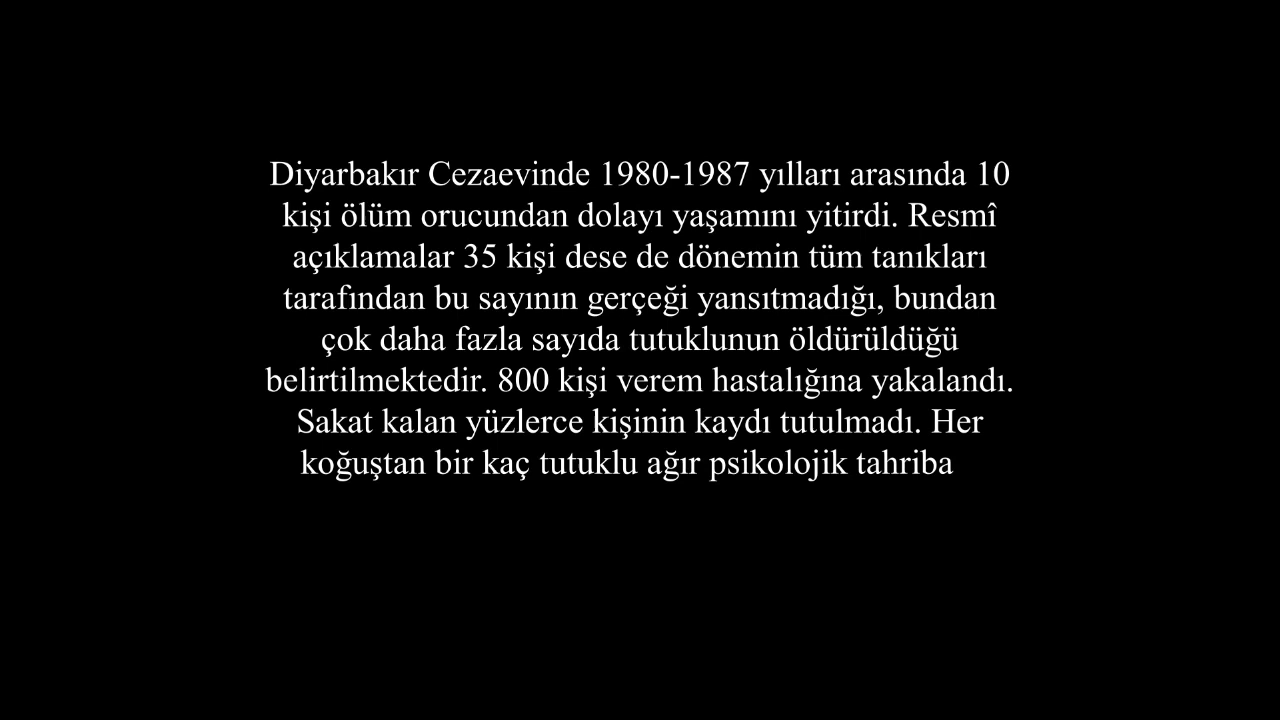 Diyarbakır Cezaevinde 1980-1987 yılları arasında 10
kişi ölüm orucundan dolayı yaşamını yitirdi. Resmî
açıklamalar 35 kişi dese de dönemin tüm tanıkları
tarafından bu sayının gerçeği yansıtmadığı, bundan
çok daha fazla sayıda tutuklunun öldürüldüğü
belirtilmektedir. 800 kişi verem hastalığına yakalandı.
Sakat kalan yüzlerce kişinin kaydı tutulmadı. Her
koğuştan bir kaç tutuklu ağır psikolojik tahriba